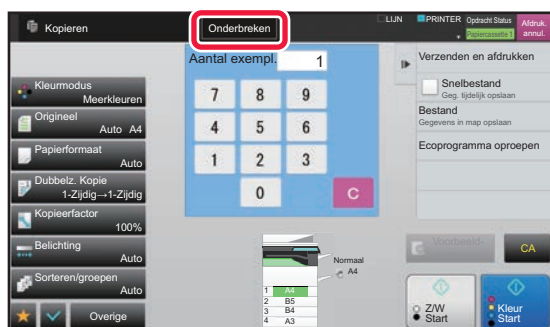 Kopieren
Onderbreken
LIJN
PRINTER
Opdracht Status
Papiercassette 1
Afdruk.
annul.
Aantal exempl.
1
Kleurmodus
Meerkleuren
Origineel
Auto A4
Papierformaat
Auto
Dubbelz. Kopie
1-Zijdig→1-Zijdig
Kopieerfactor
100%
Belichting
Auto
Sorteren/groepen
Auto
Overige
7 8 9
4 5 6
1 2 3
0 C
Normaal
A4
1 A4
2 B5
3 B4
4 A3
Verzenden en afdrukken
Snelbestand
Geg. tijdelijk opslaan
Bestand
Gegevens in map opslaan
Ecoprogramma oproepen
Voorbeeld-
CA
Z/W
Start
Kleur
Start